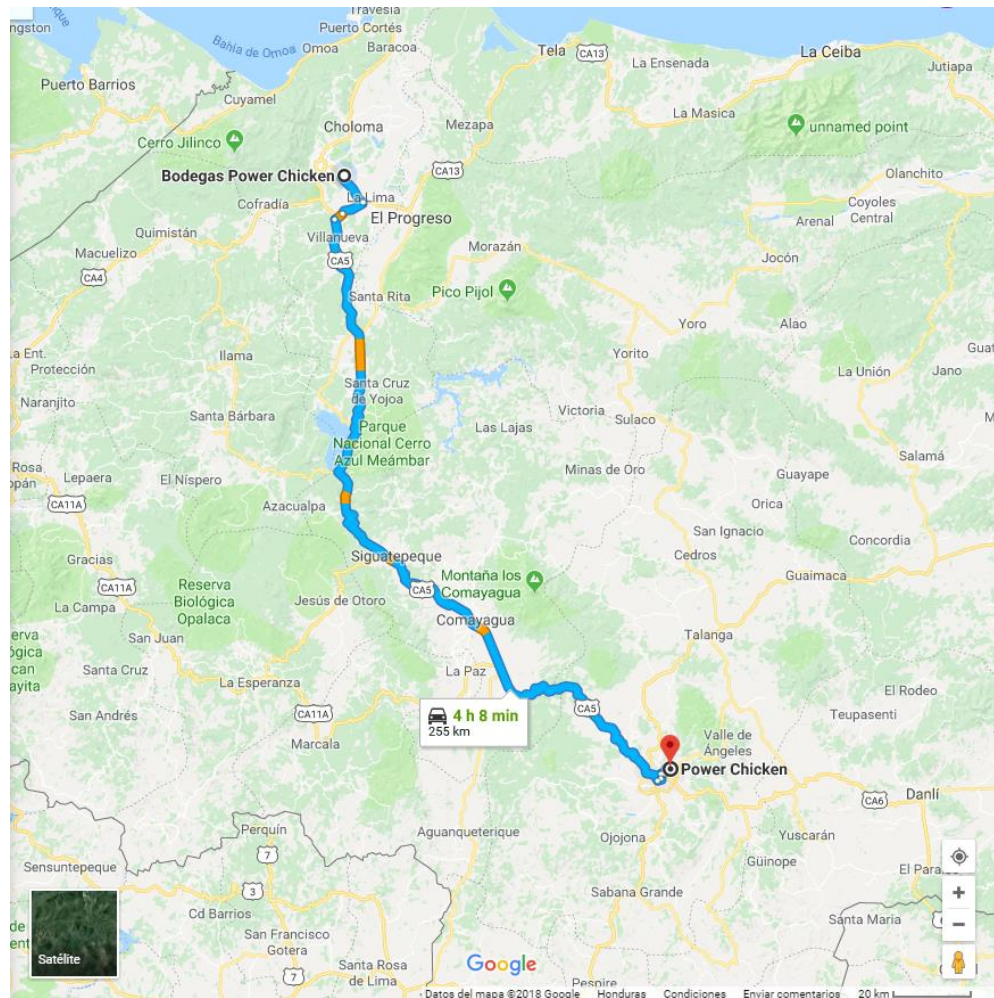 Travesía
ingston
Puerto Cortés
Bahía de Omoa
Omoa
Baracoa
Tela
CA13
La Ceiba
La Ensenada
Jutiapa
Puerto Barrios
Cuyamel
La Masica
Choloma
Mezapa
unnamed point
Cerro Jilinco
Bodegas Power Chicken
CA13
Olanchito
La Lima
Cofradía
El Progreso
Coyoles
Central
Quimistán
Arenal
Villanueva
Macuelizo
Morazán
CA5
Jocón
CA4
Santa Rita
Pico Pijol
Yoro
Alao
La Ent.
Ilama
Yorito
Protección
La Unión
Jano
Santa Cruz
de Yojoa
Naranjito
Santa Bárbara
Victoria
Sulaco
Parque
Nacional Cerro
Azul Meámbar
Las Lajas
Salamá
Rosa
Lepaera
El Níspero
Minas de Oro
Guayape
CA11A
Azacualpa
Orica
San Ignacio
Concordia
Siguatepeque
Cedros
Gracias
Reserva
Biológica
Opalaca
Montaña los
Comayagua
Guaimaca
CA11A
CA5
La Campa
Jesús de Otoro
Comayagua
Talanga
San Juan
Santa Cruz
La Paz
La Esperanza
El Rodeo
4 h 8 min
255 km
CA5
San Andrés
CA11A
Teupasenti
Valle de
Ángeles
Marcala
Power Chicken
Danlí
CA6
Perquín
Aguanqueterique
Yuscarán
Ojojona
Güinope
7
Sensuntepeque
3
Sabana Grande
Cd Barrios
Santa Maria
San Francisco
Gotera
Satélite
7
Santa Rosa
de Lima
Google
Pespire
Datos del mapa ©2018 Google Honduras Condiciones Enviar comentarios 20 km